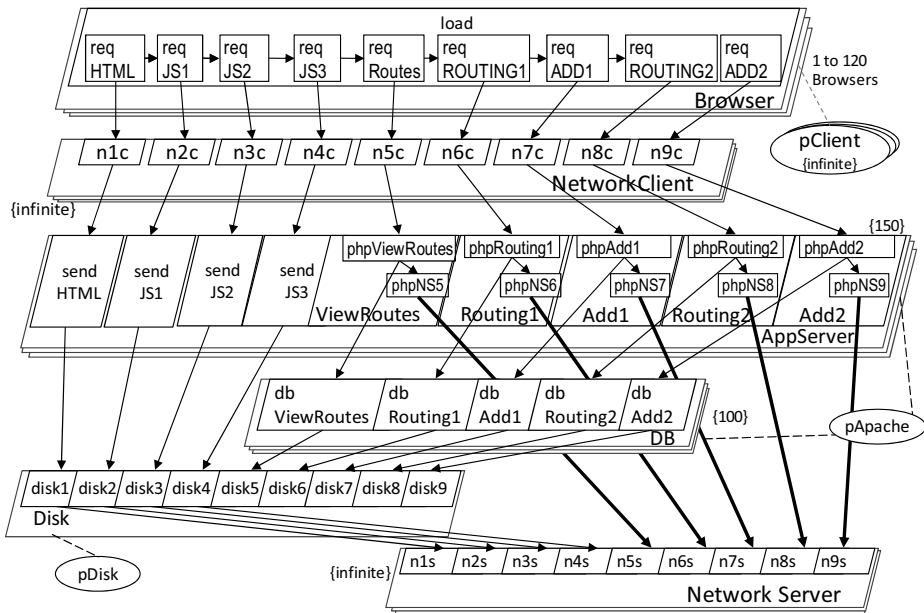 load
req req req req req req req req req
HTML JS1 JS2 JS3 Routes ROUTING1 ADD1 ROUTING2 ADD2
1 to 120
Browsers
Browser
pClient
{infinite}
n1c n2c n3c n4c n5c n6c n7c n8c n9c
NetworkClient
{infinite}
{150}
phpViewRoutes phpRouting1 phpAdd1 phpRouting2 phpAdd2
send send send send
HTML JS1 JS2 JS3
phpNS5 phpNS6 phpNS7 phpNS8 phpNS9
ViewRoutes Routing1 Add1 Routing2 Add2
AppServer
db db db db db
ViewRoutes Routing1 Add1 Routing2 Add2
{100}
DB
pApache
disk1 disk2 disk3 disk4 disk5 disk6 disk7 disk8 disk9
Disk
pDisk
{infinite}
n1s n2s n3s n4s n5s n6s n7s n8s n9s
Network Server